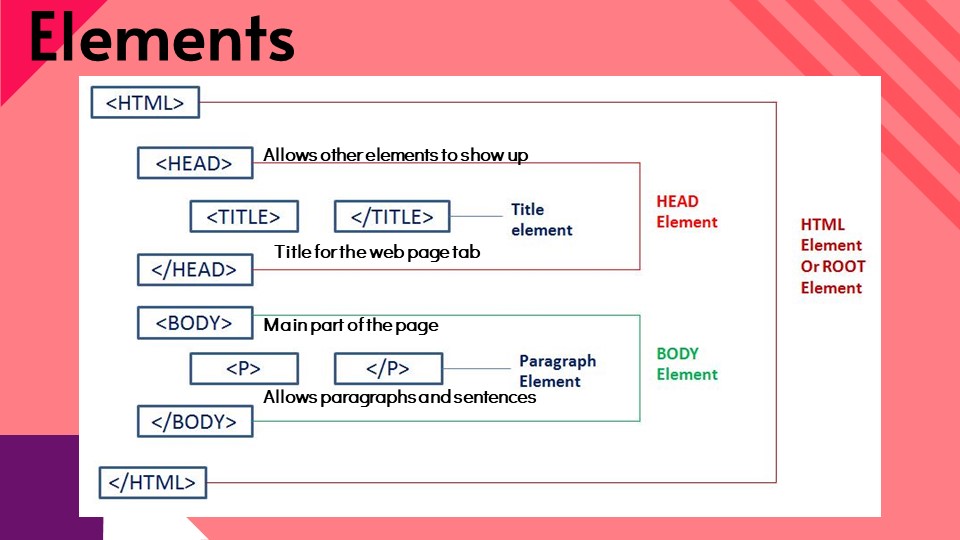 Elements
<HTML>
<HEAD>
Allows other elements to show up
<TITLE>
</TITLE>
Title
element
HEAD
Element
Title for the web page tab
</HEAD>
HTML
Element
Or ROOT
Element
<BODY>
Main part of the page
<P>
</P>
Paragraph
Element
BODY
Element
Allows paragraphs and sentences
</BODY>
</HTML>